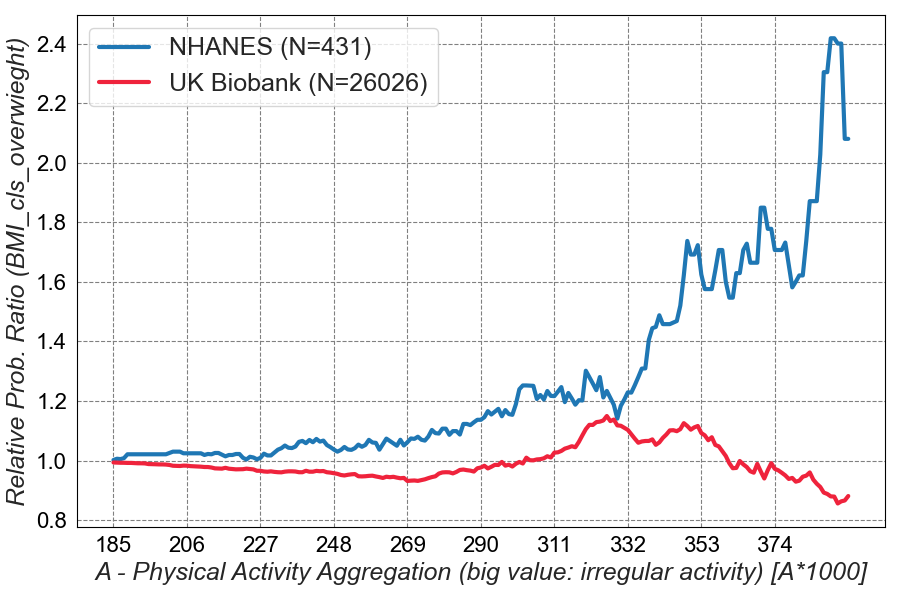 NHANES (N=431)
UK Biobank (N=26026)
Relative Prob. Ratio (BMI_cls_overwieght)
2.4
2.2
2.0
1.8
1.6
1.4
1.2
1.0
0.8
185 206 227 248 269 290 311 332 353 374
A - Physical Activity Aggregation (big value: irregular activity) [A*1000]